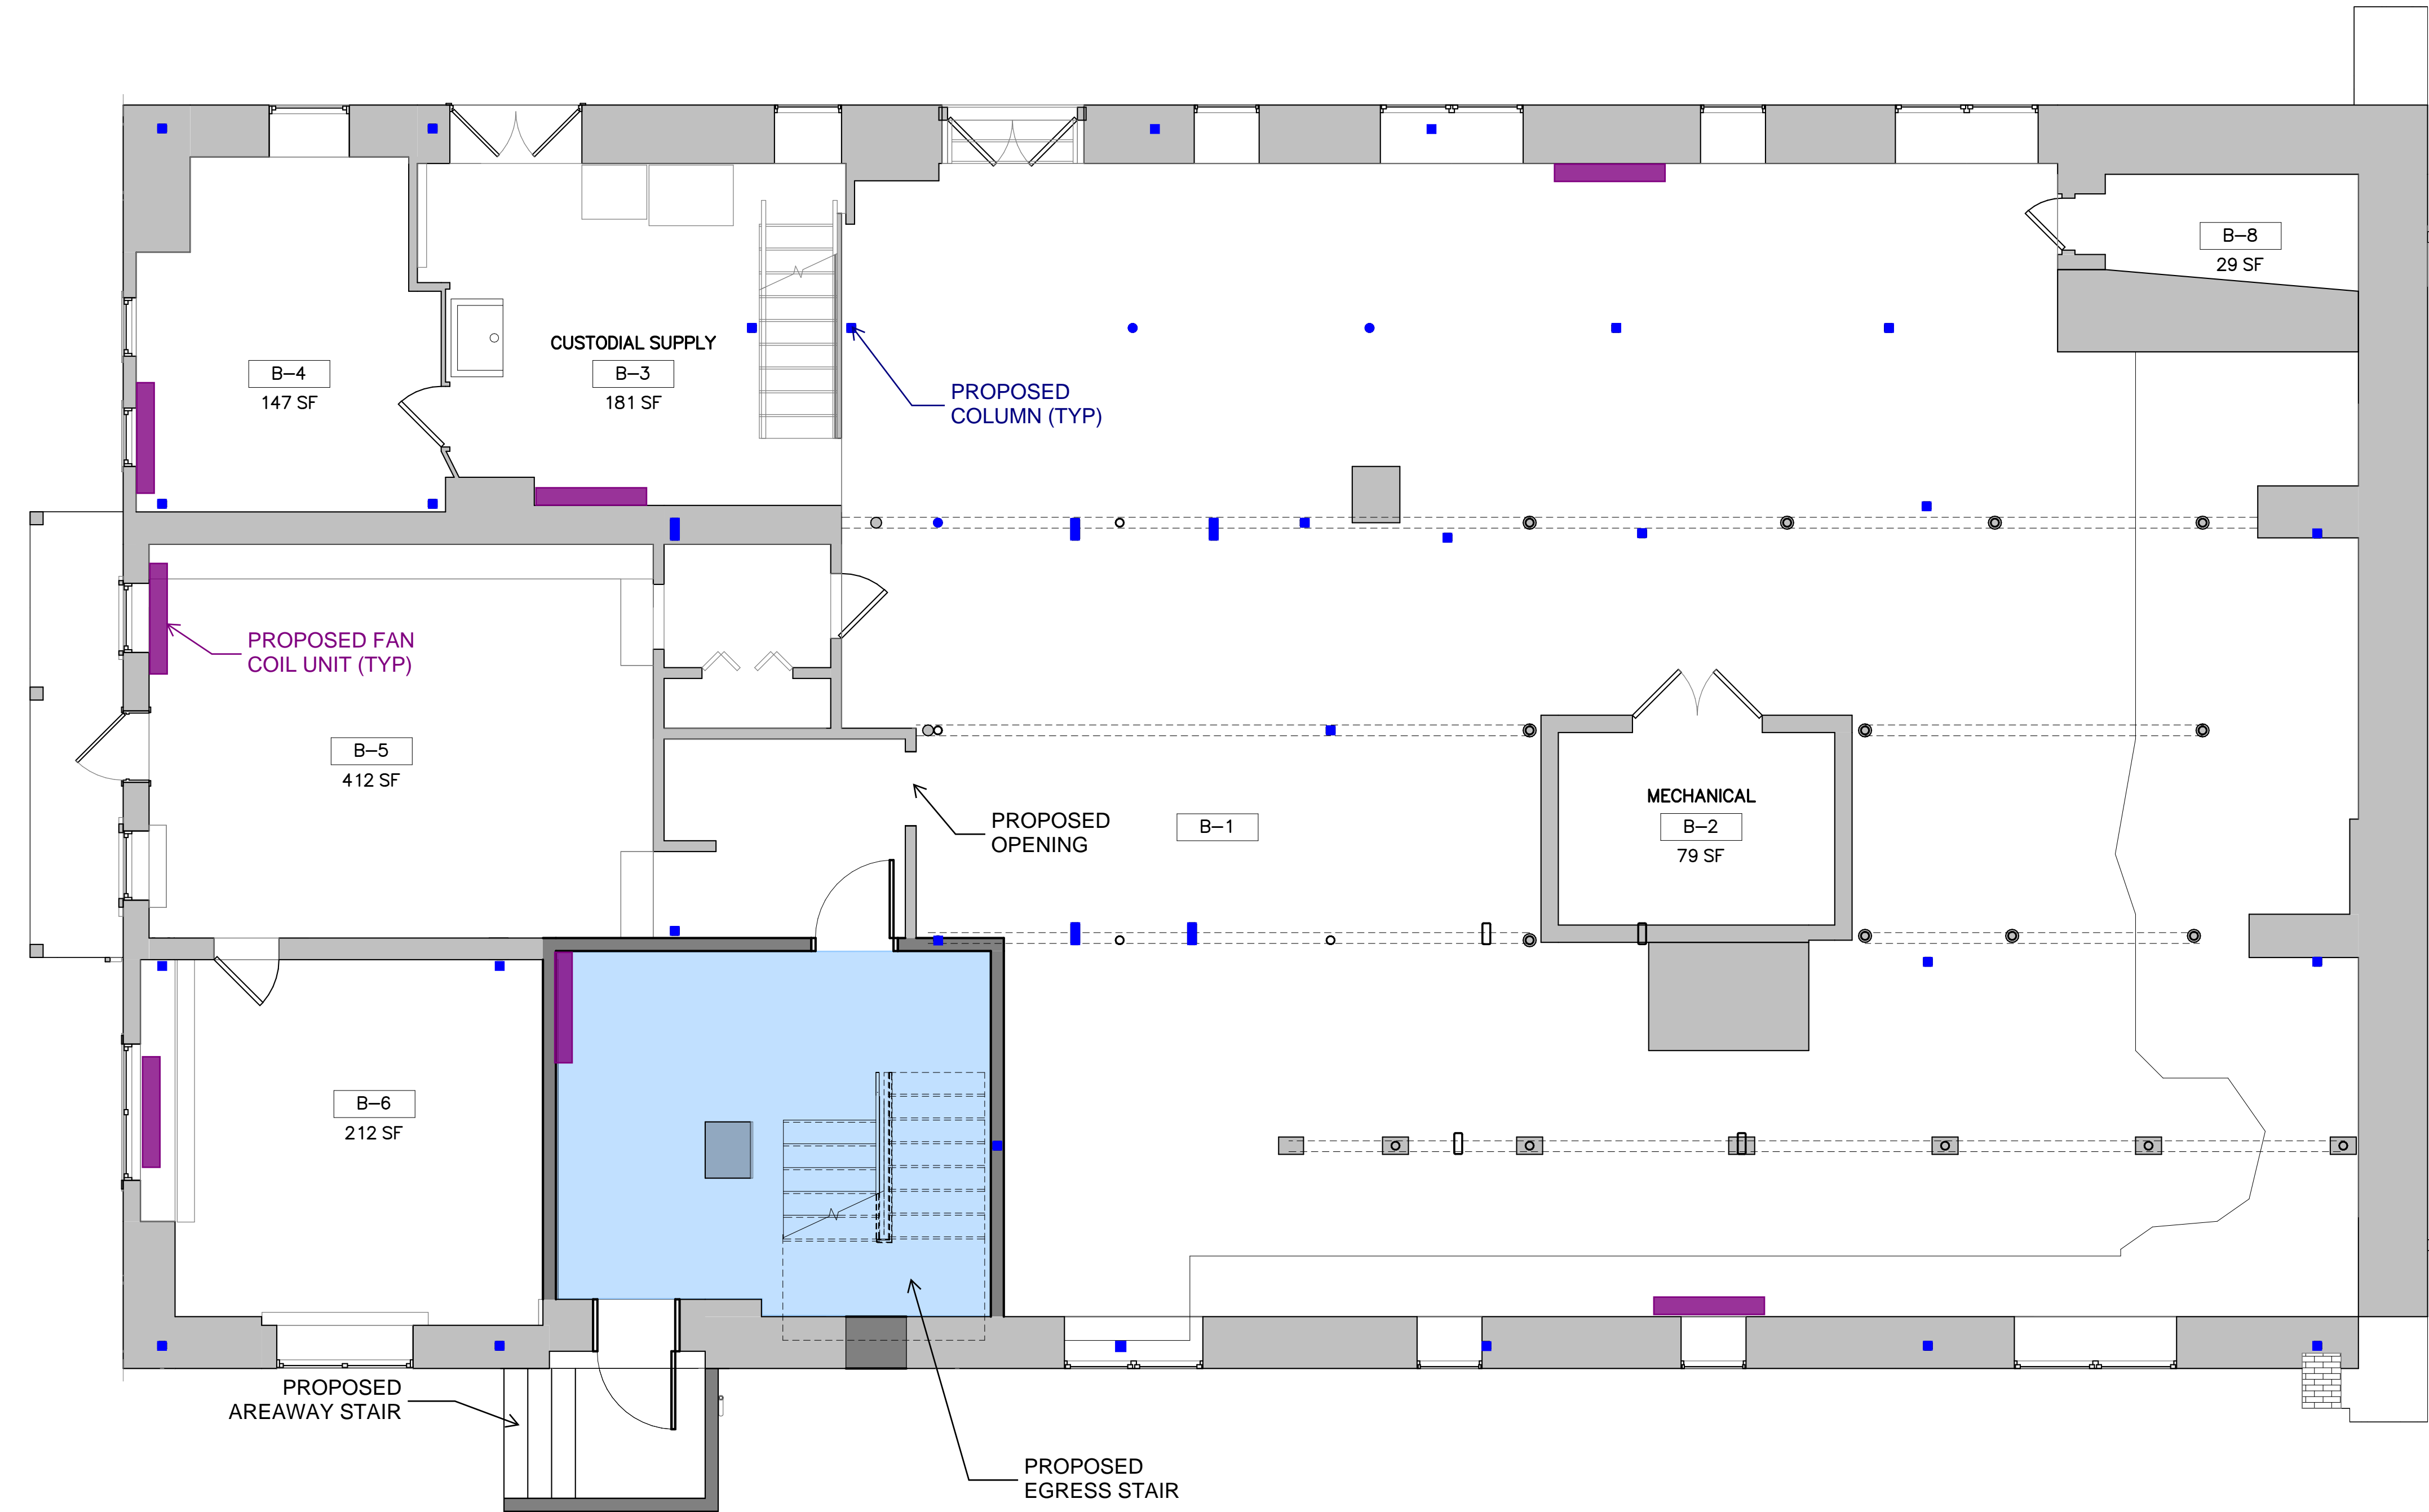 B-8
29 SF
CUSTODIAL SUPPLY
B-3
181 SF
B-4
147 SF
PROPOSED
COLUMN (TYP)
PROPOSED FAN
COIL UNIT (TYP)
B-5
412 SF
PROPOSED
OPENING
B-1
MECHANICAL
B-2
79 SF
B-6
212 SF
PROPOSED
AREAWAY STAIR
PROPOSED
EGRESS STAIR